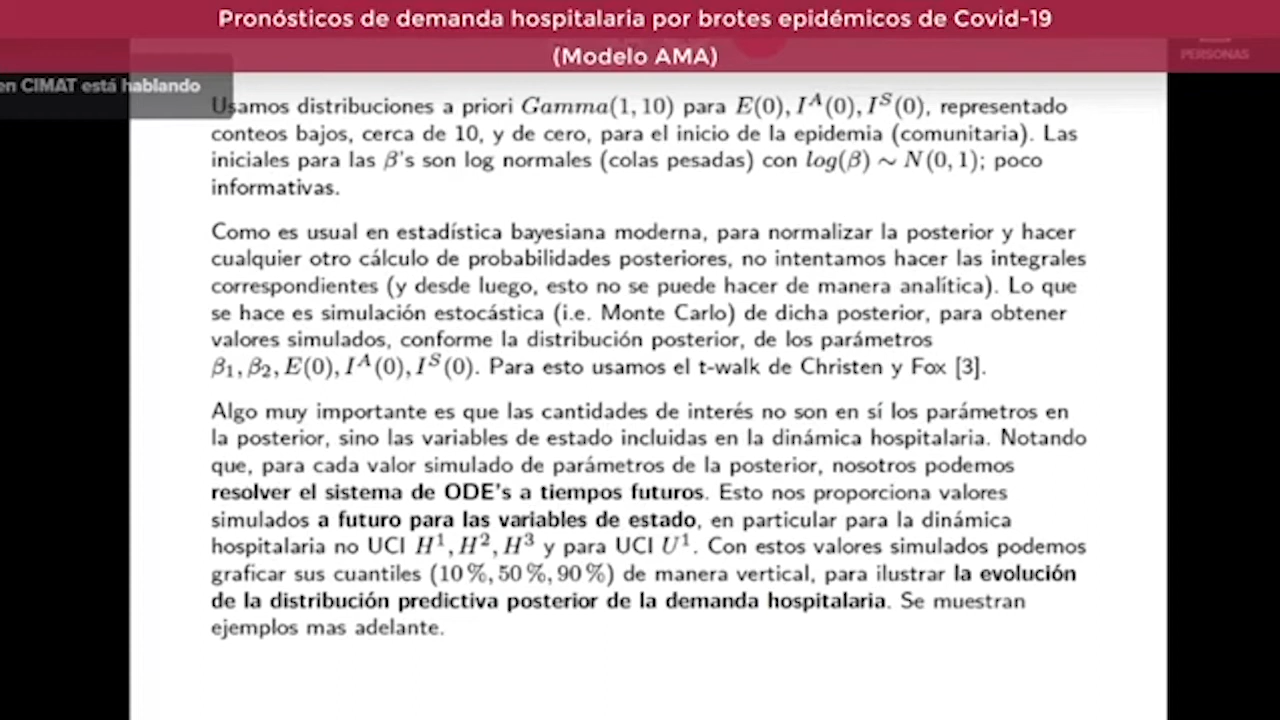 Pronósticos de demanda hospitalaria por brotes epidémicos de Covid-19
(Modelo AMA)
PERSONAS
en CIMAT está hablando
Usamos distribuciones a priori Gamma(1, 10) para E(0), I^A(0), I^S(0), representado
conteos bajos, cerca de 10, y de cero, para el inicio de la epidemia (comunitaria). Las
iniciales para las β's son log normales (colas pesadas) con log(β) ∼ N(0, 1); poco
informativas.
Como es usual en estadística bayesiana moderna, para normalizar la posterior y hacer
cualquier otro cálculo de probabilidades posteriores, no intentamos hacer las integrales
correspondientes (y desde luego, esto no se puede hacer de manera analítica). Lo que
se hace es simulación estocástica (i.e. Monte Carlo) de dicha posterior, para obtener
valores simulados, conforme la distribución posterior, de los parámetros
β₁, β₂, E(0), I^A(0), I^S(0). Para esto usamos el t-walk de Christen y Fox [3].
Algo muy importante es que las cantidades de interés no son en sí los parámetros en
la posterior, sino las variables de estado incluidas en la dinámica hospitalaria. Notando
que, para cada valor simulado de parámetros de la posterior, nosotros podemos
resolver el sistema de ODE's a tiempos futuros. Esto nos proporciona valores
simulados a futuro para las variables de estado, en particular para la dinámica
hospitalaria no UCI H¹, H², H³ y para UCI U¹. Con estos valores simulados podemos
graficar sus cuantiles (10 %, 50 %, 90 %) de manera vertical, para ilustrar la evolución
de la distribución predictiva posterior de la demanda hospitalaria. Se muestran
ejemplos mas adelante.